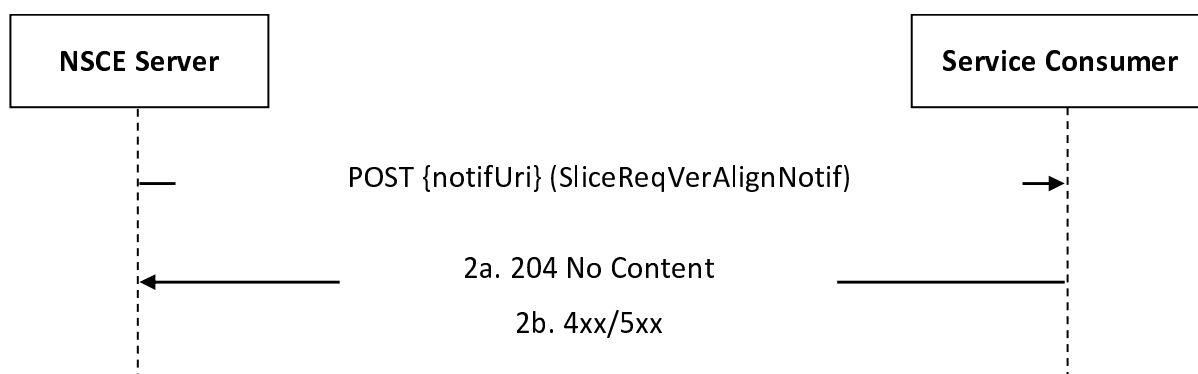 NSCE Server
Service Consumer
POST {notifUri} (SliceReqVerAlignNotif)
2a. 204 No Content
2b. 4xx/5xx